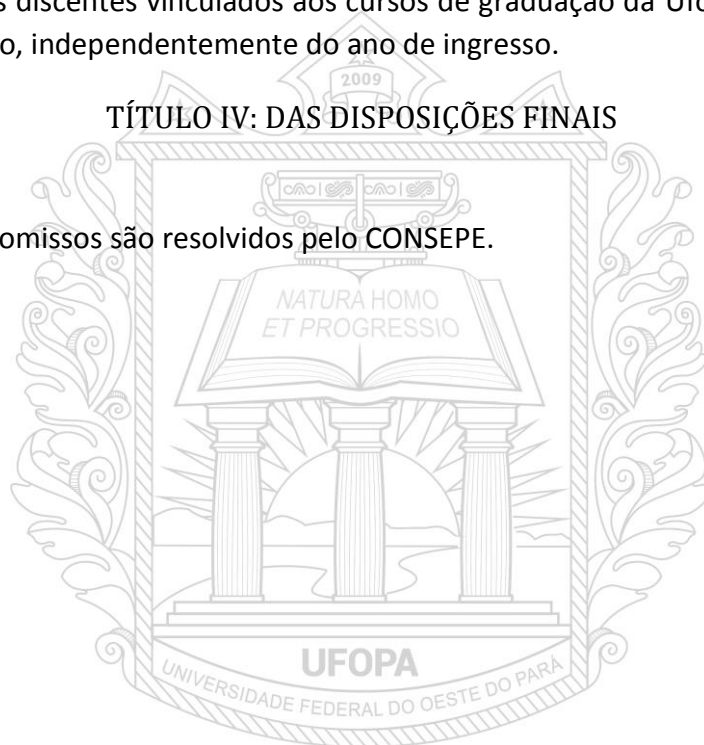 s discentes vinculados aos cursos de graduação da Ufo
o, independentemente do ano de ingresso.
2009
TÍTULO IV: DAS DISPOSIÇÕES FINAIS
omissos são resolvidos pelo CONSEPE.
NATURA HOMO
ET PROGRESSIO
UFOPA
UNIVERSIDADE FEDERAL DO OESTE DO PARÁ